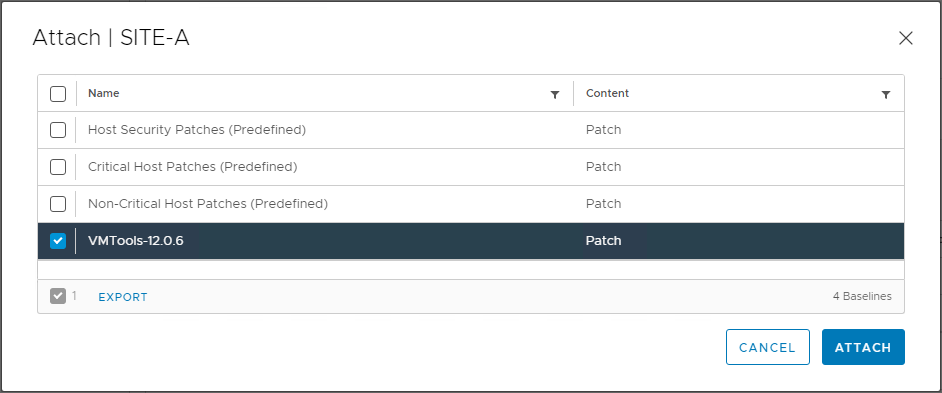 Attach | SITE-A
Name Content
Host Security Patches (Predefined) Patch
Critical Host Patches (Predefined) Patch
Non-Critical Host Patches (Predefined) Patch
VMTools-12.0.6 Patch
1 EXPORT 4 Baselines
CANCEL ATTACH